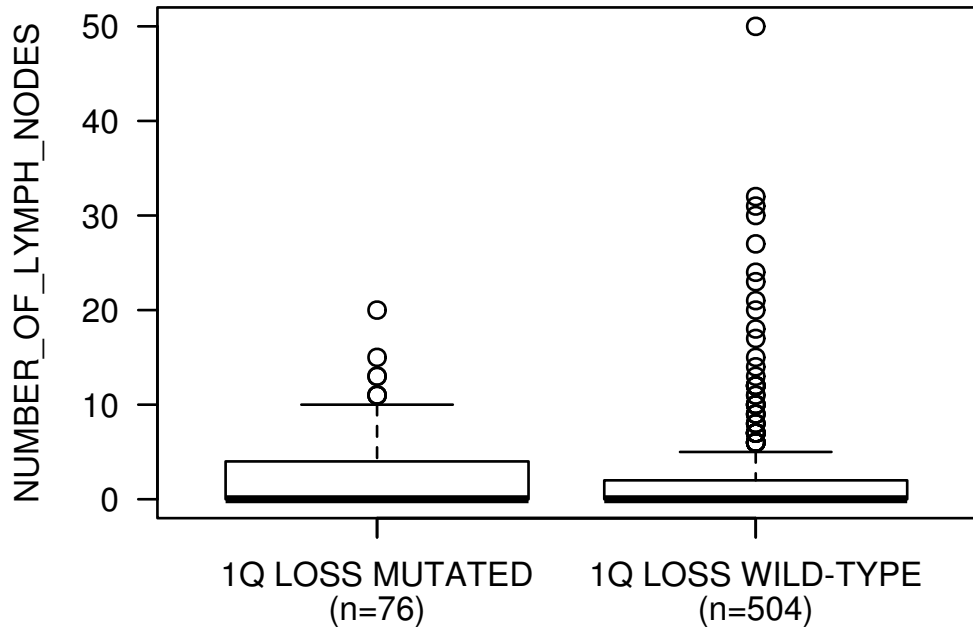 NUMBER_OF_LYMPH_NODES
50
40
30
20
10
0
1Q LOSS MUTATED
(n=76)
1Q LOSS WILD-TYPE
(n=504)